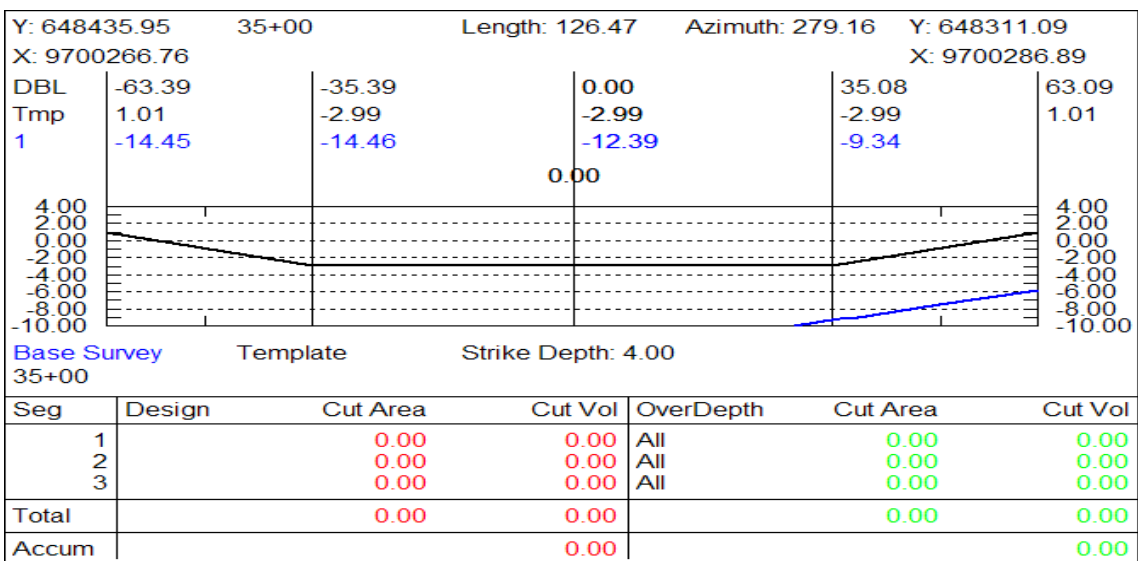 Y: 648435.95 35+00 Length: 126.47 Azimuth: 279.16 Y: 648311.09
X: 9700266.76 X: 9700286.89
DBL -63.39 -35.39 0.00 35.08 63.09
Tmp 1.01 -2.99 -2.99 -2.99 1.01
1 -14.45 -14.46 -12.39 -9.34
0.00
4.00 4.00
2.00 2.00
0.00 0.00
-2.00 -2.00
-4.00 -4.00
-6.00 -6.00
-8.00 -8.00
-10.00 -10.00
Base Survey Template Strike Depth: 4.00
35+00
Seg Design Cut Area Cut Vol OverDepth Cut Area Cut Vol
1 0.00 0.00 All 0.00 0.00
2 0.00 0.00 All 0.00 0.00
3 0.00 0.00 All 0.00 0.00
Total 0.00 0.00 0.00 0.00
Accum 0.00 0.00